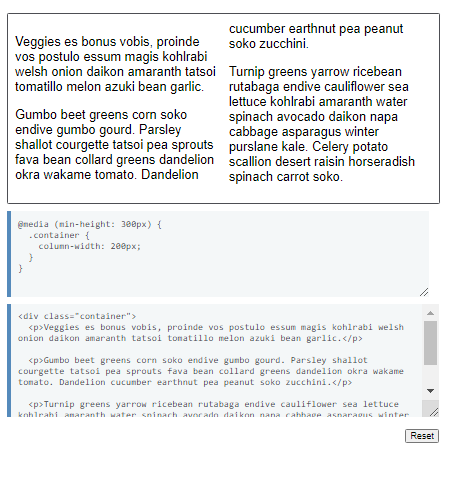 Veggies es bonus vobis, proinde
vos postulo essum magis kohlrabi
welsh onion daikon amaranth tatsoi
tomatillo melon azuki bean garlic.
Gumbo beet greens corn soko
endive gumbo gourd. Parsley
shallot courgette tatsoi pea sprouts
fava bean collard greens dandelion
okra wakame tomato. Dandelion
cucumber earthnut pea peanut
soko zucchini.
Turnip greens yarrow ricebean
rutabaga endive cauliflower sea
lettuce kohlrabi amaranth water
spinach avocado daikon napa
cabbage asparagus winter
purslane kale. Celery potato
scallion desert raisin horseradish
spinach carrot soko.
@media (min-height: 300px) {
  .container {
    column-width: 200px;
  }
}
<div class="container">
  <p>Veggies es bonus vobis, proinde vos postulo essum magis kohlrabi welsh
onion daikon amaranth tatsoi tomatillo melon azuki bean garlic.</p>
  <p>Gumbo beet greens corn soko endive gumbo gourd. Parsley shallot
courgette tatsoi pea sprouts fava bean collard greens dandelion okra wakame
tomato. Dandelion cucumber earthnut pea peanut soko zucchini.</p>
  <p>Turnip greens yarrow ricebean rutabaga endive cauliflower sea lettuce
kohlrabi amaranth water spinach avocado daikon napa cabbage asparagus winter
Reset